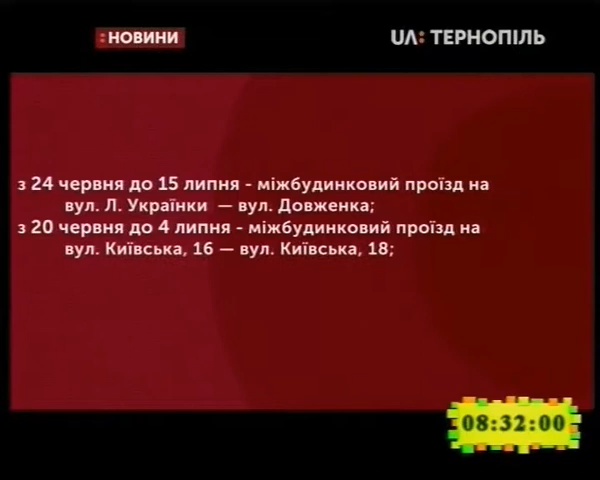 :НОВИНИ
UA: ТЕРНОПІЛЬ
з 24 червня до 15 липня - міжбудинковий проїзд на
вул. Л. Українки — вул. Довженка;
з 20 червня до 4 липня - міжбудинковий проїзд на
вул. Київська, 16 — вул. Київська, 18;
08:32:00